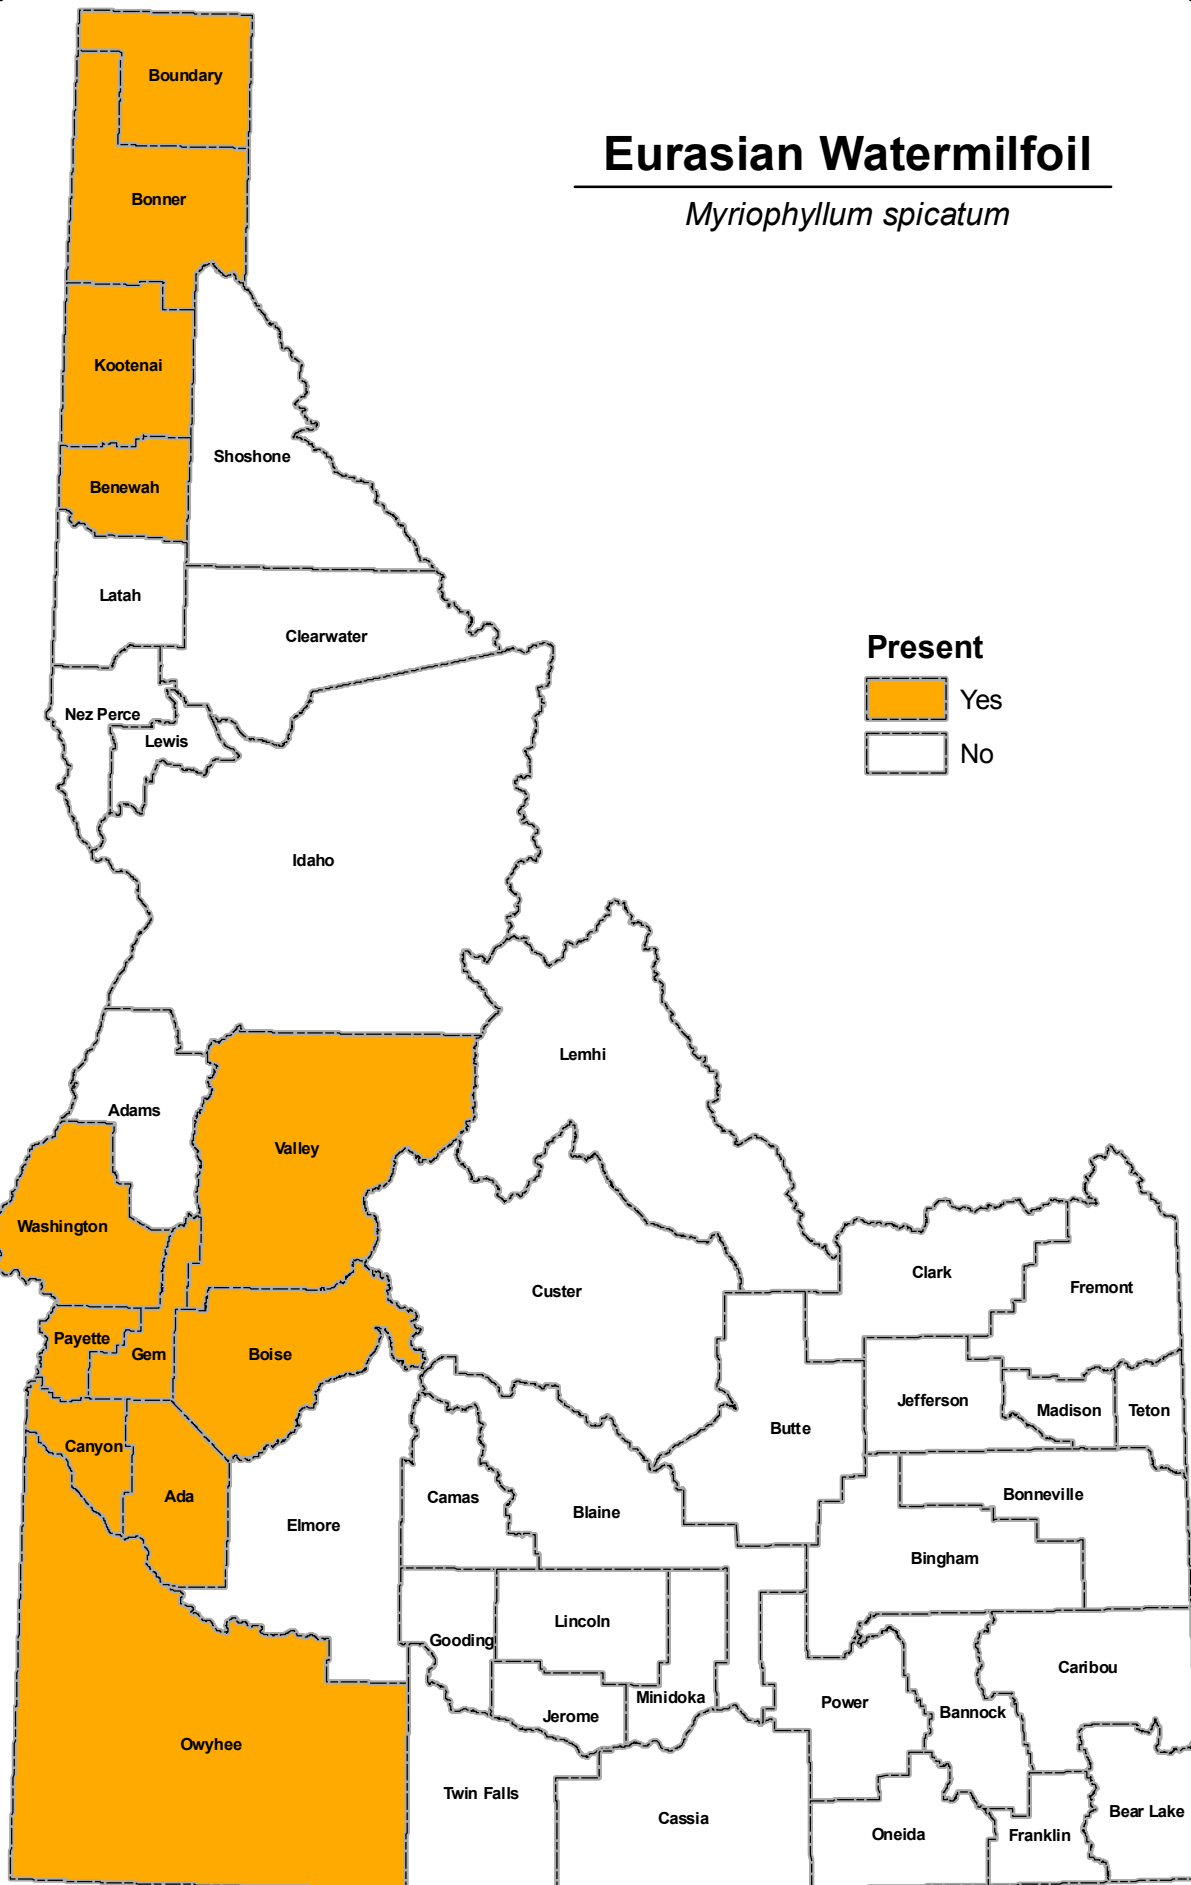 Boundary
Eurasian Watermilfoil
Myriophyllum spicatum
Bonner
Kootenai
Shoshone
Benewah
Latah
Clearwater
Present
Yes
No
Nez Perce
Lewis
Idaho
Lemhi
Adams
Valley
Washington
Custer
Clark
Fremont
Payette
Gem
Boise
Jefferson
Madison
Teton
Butte
Canyon
Ada
Camas
Blaine
Bonneville
Elmore
Bingham
Lincoln
Gooding
Caribou
Minidoka
Power
Bannock
Jerome
Owyhee
Twin Falls
Cassia
Bear Lake
Oneida
Franklin